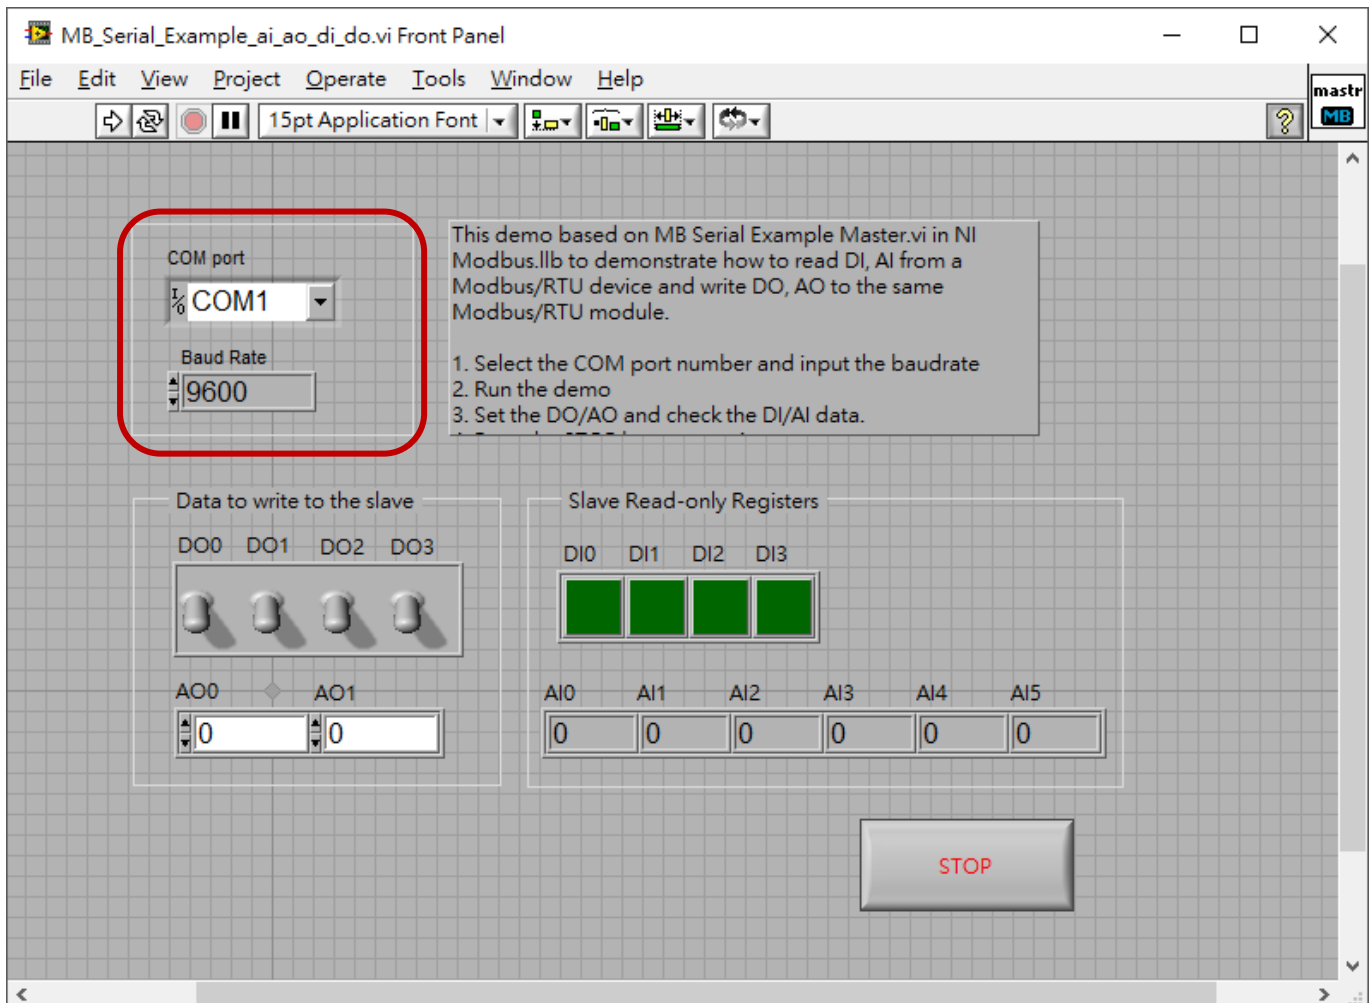 MB_Serial_Example_ai_ao_di_do.vi Front Panel
File Edit View Project Operate Tools Window Help
mastr
MB
15pt Application Font
?
COM port
I/O COM1
Baud Rate
9600
This demo based on MB Serial Example Master.vi in NI
Modbus.llb to demonstrate how to read DI, AI from a
Modbus/RTU device and write DO, AO to the same
Modbus/RTU module.
1. Select the COM port number and input the baudrate
2. Run the demo
3. Set the DO/AO and check the DI/AI data.
Data to write to the slave
DO0 DO1 DO2 DO3
AO0 AO1
0 0
Slave Read-only Registers
DI0 DI1 DI2 DI3
AI0 AI1 AI2 AI3 AI4 AI5
0 0 0 0 0 0
STOP